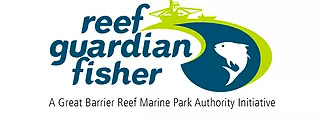 reef
guardian
fisher
A Great Barrier Reef Marine Park Authority Initiative